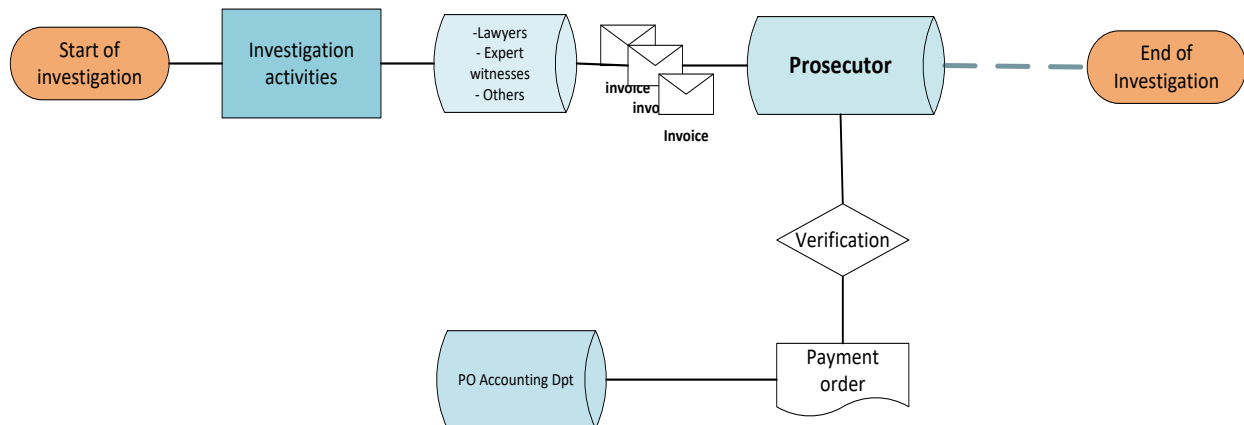 Start of
investigation
Investigation
activities
-Lawyers
- Expert
witnesses
- Others
invoice
invo
Invoice
Prosecutor
End of
Investigation
Verification
Payment
order
PO Accounting Dpt